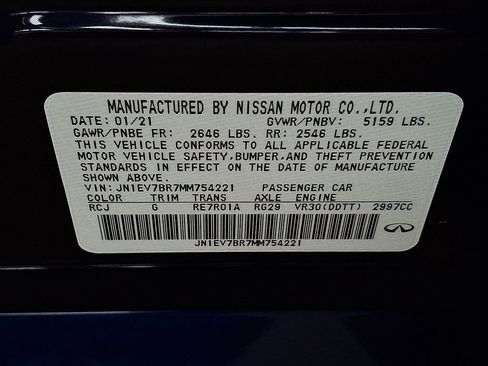 MANUFACTURED BY NISSAN MOTOR CO.,LTD.
DATE: 01/21 GVWR/PNBV: 5159 LBS.
GAWR/PNBE FR: 2646 LBS. RR: 2546 LBS.
THIS VEHICLE CONFORMS TO ALL APPLICABLE FEDERAL
MOTOR VEHICLE SAFETY,BUMPER,AND THEFT PREVENTION
STANDARDS IN EFFECT ON THE DATE OF MANUFACTURE
SHOWN ABOVE.
VIN: JN1EV7BR7MM754221 PASSENGER CAR
COLOR TRIM TRANS AXLE ENGINE
RCJ G RE7R01A RG29 VR30(DDTT) 2997CC
JN1EV7BR7MM754221